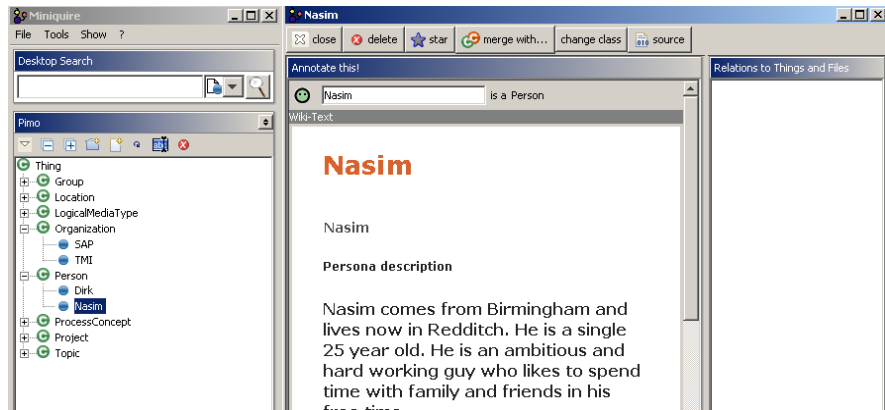 Miniquire
File Tools Show ?
Desktop Search
Pimo
Thing
Group
Location
LogicalMediaType
Organization
SAP
TMI
Person
Dirk
Nasim
ProcessConcept
Project
Topic
Nasim
close delete star merge with... change class source
Annotate this!
Nasim is a Person
Wiki-Text
Nasim
Nasim
Persona description
Nasim comes from Birmingham and
lives now in Redditch. He is a single
25 year old. He is an ambitious and
hard working guy who likes to spend
time with family and friends in his
free time
Relations to Things and Files